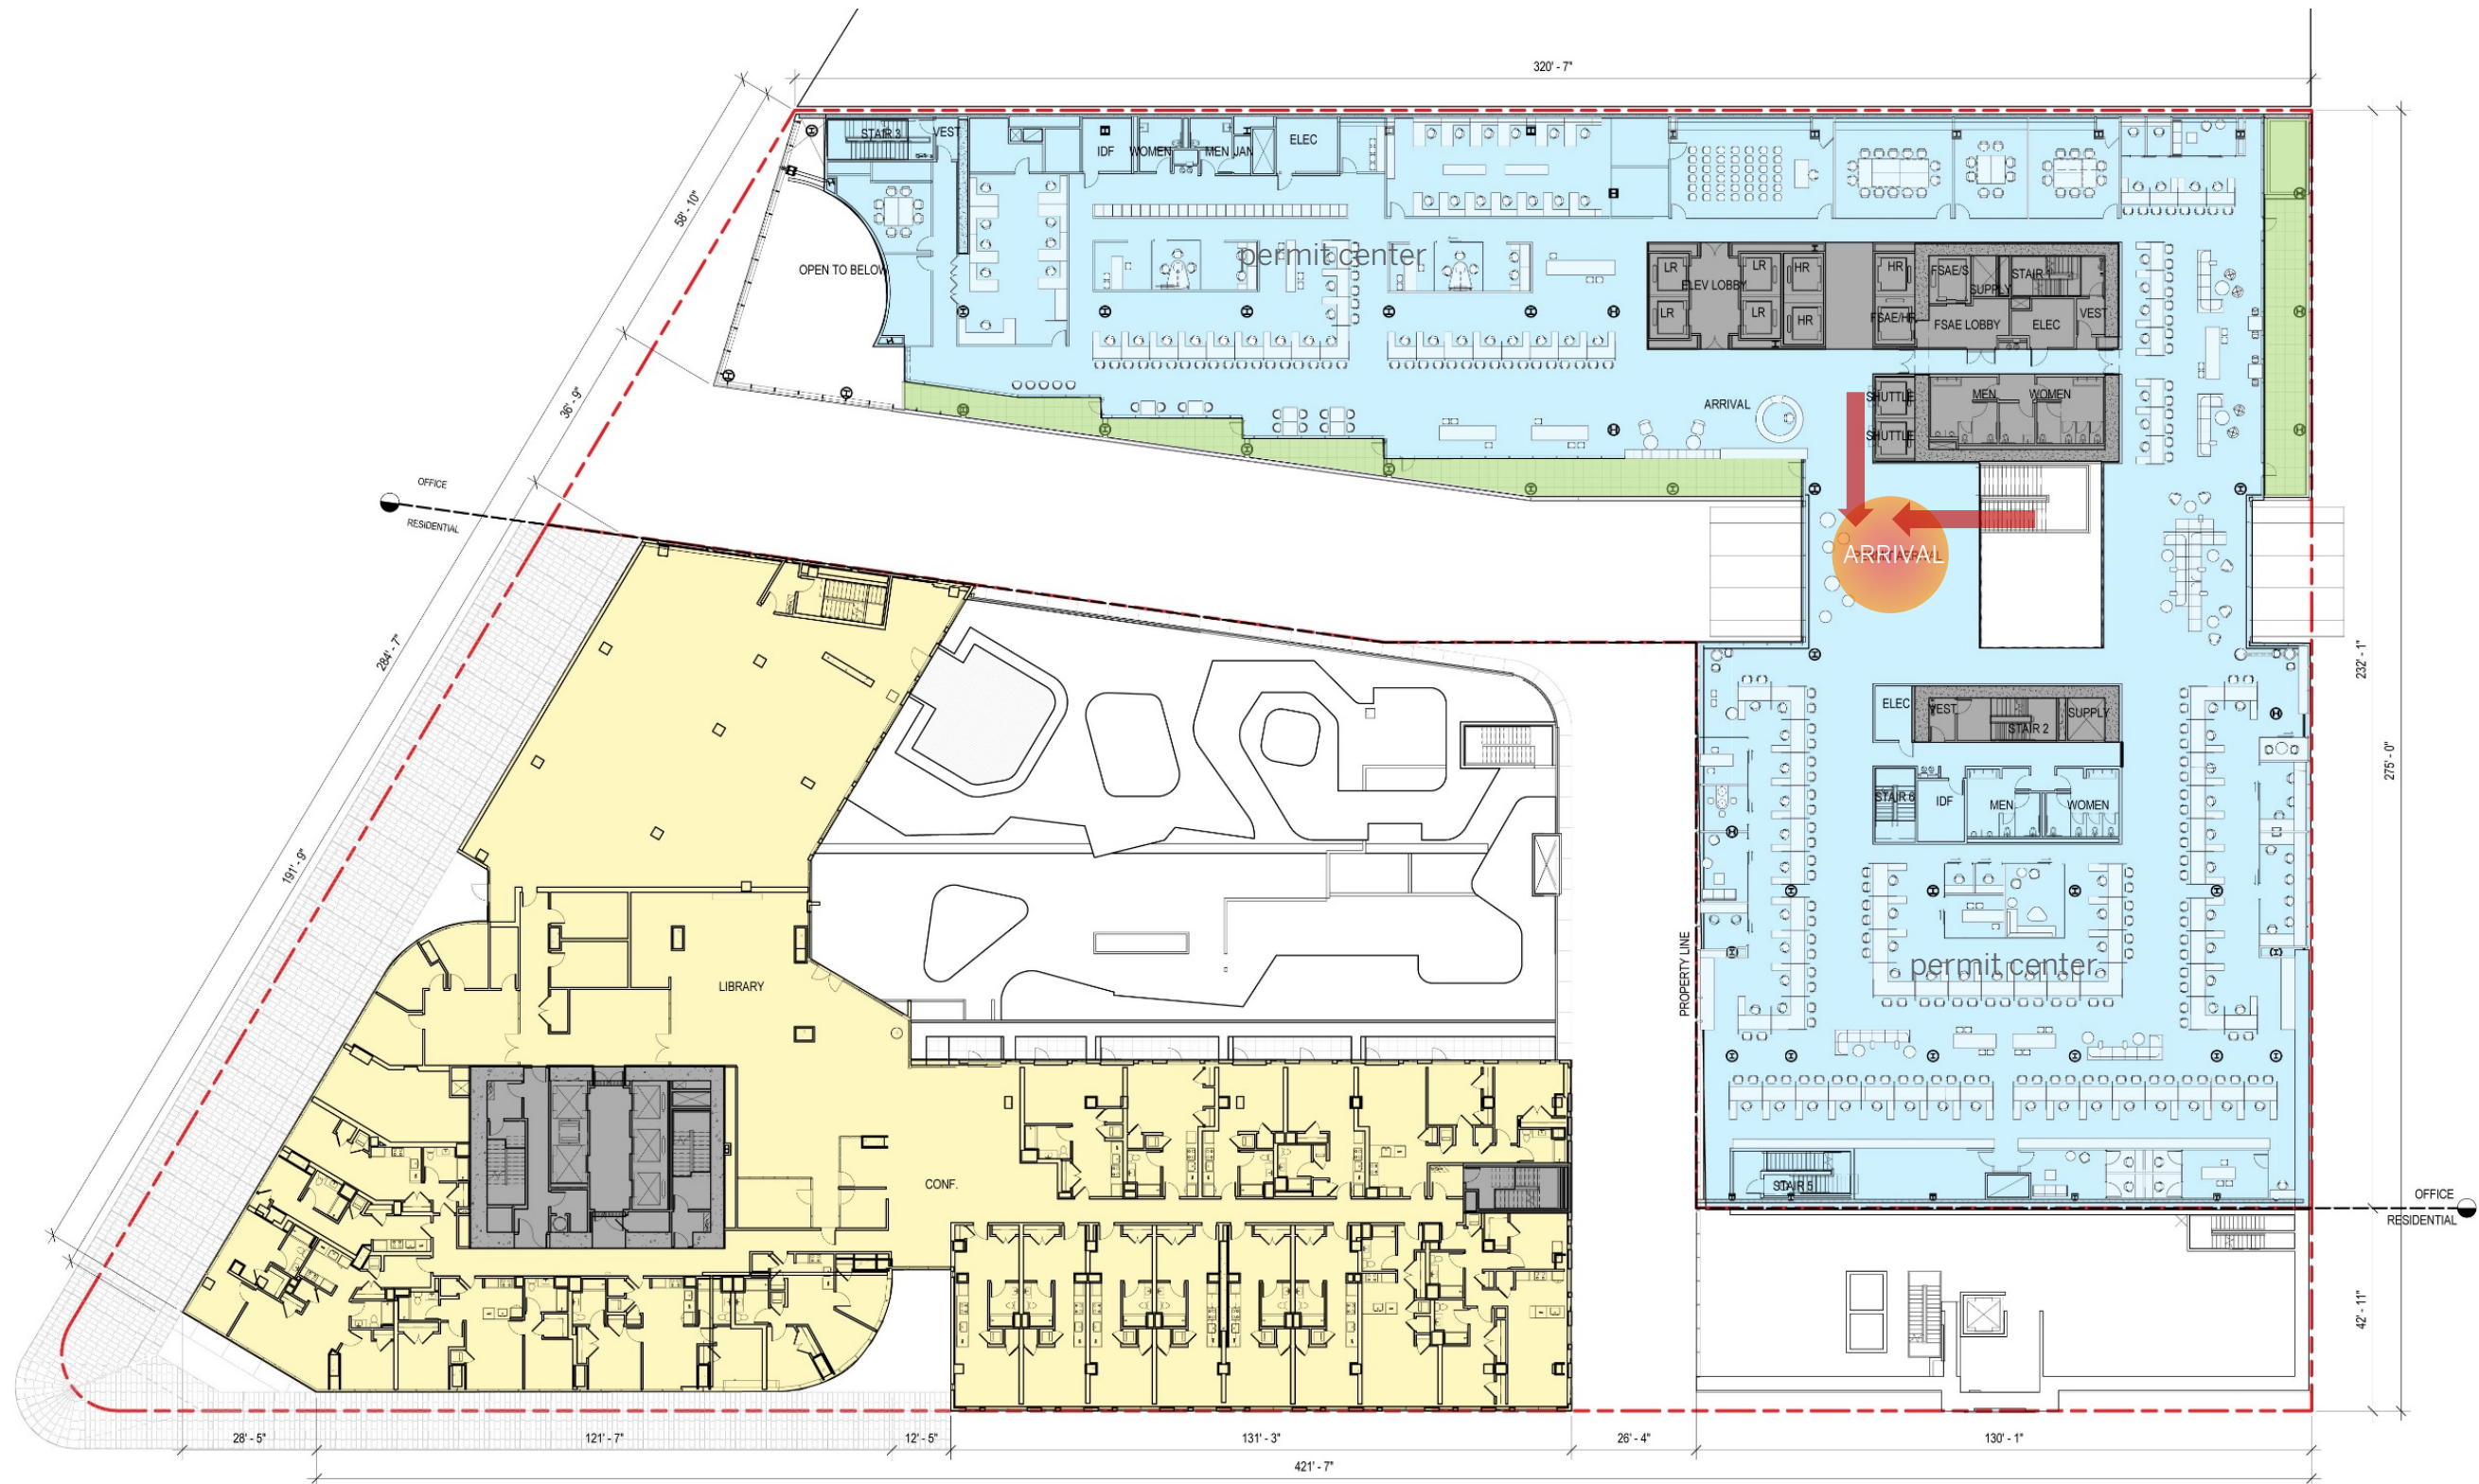 320' - 7"
58' - 10"
36' - 9"
284' - 7"
191' - 9"
232' - 1"
275' - 0"
42' - 11"
STAIR 3
VEST
IDF
WOMEN
MEN
JAN
ELEC
OPEN TO BELOW
permit center
LR
LR
HR
HR
ELEV LOBBY
LR
LR
HR
FSAE/HR
FSAE/S
STAIR 1
SUPPLY
FSAE LOBBY
ELEC
VEST
SHUTTLE
SHUTTLE
MEN
WOMEN
ARRIVAL
ARRIVAL
OFFICE
RESIDENTIAL
ELEC
VEST
STAIR 2
SUPPLY
STAIR 6
IDF
MEN
WOMEN
permit center
PROPERTY LINE
LIBRARY
CONF.
STAIR 5
OFFICE
RESIDENTIAL
28' - 5"
121' - 7"
12' - 5"
131' - 3"
26' - 4"
130' - 1"
421' - 7"